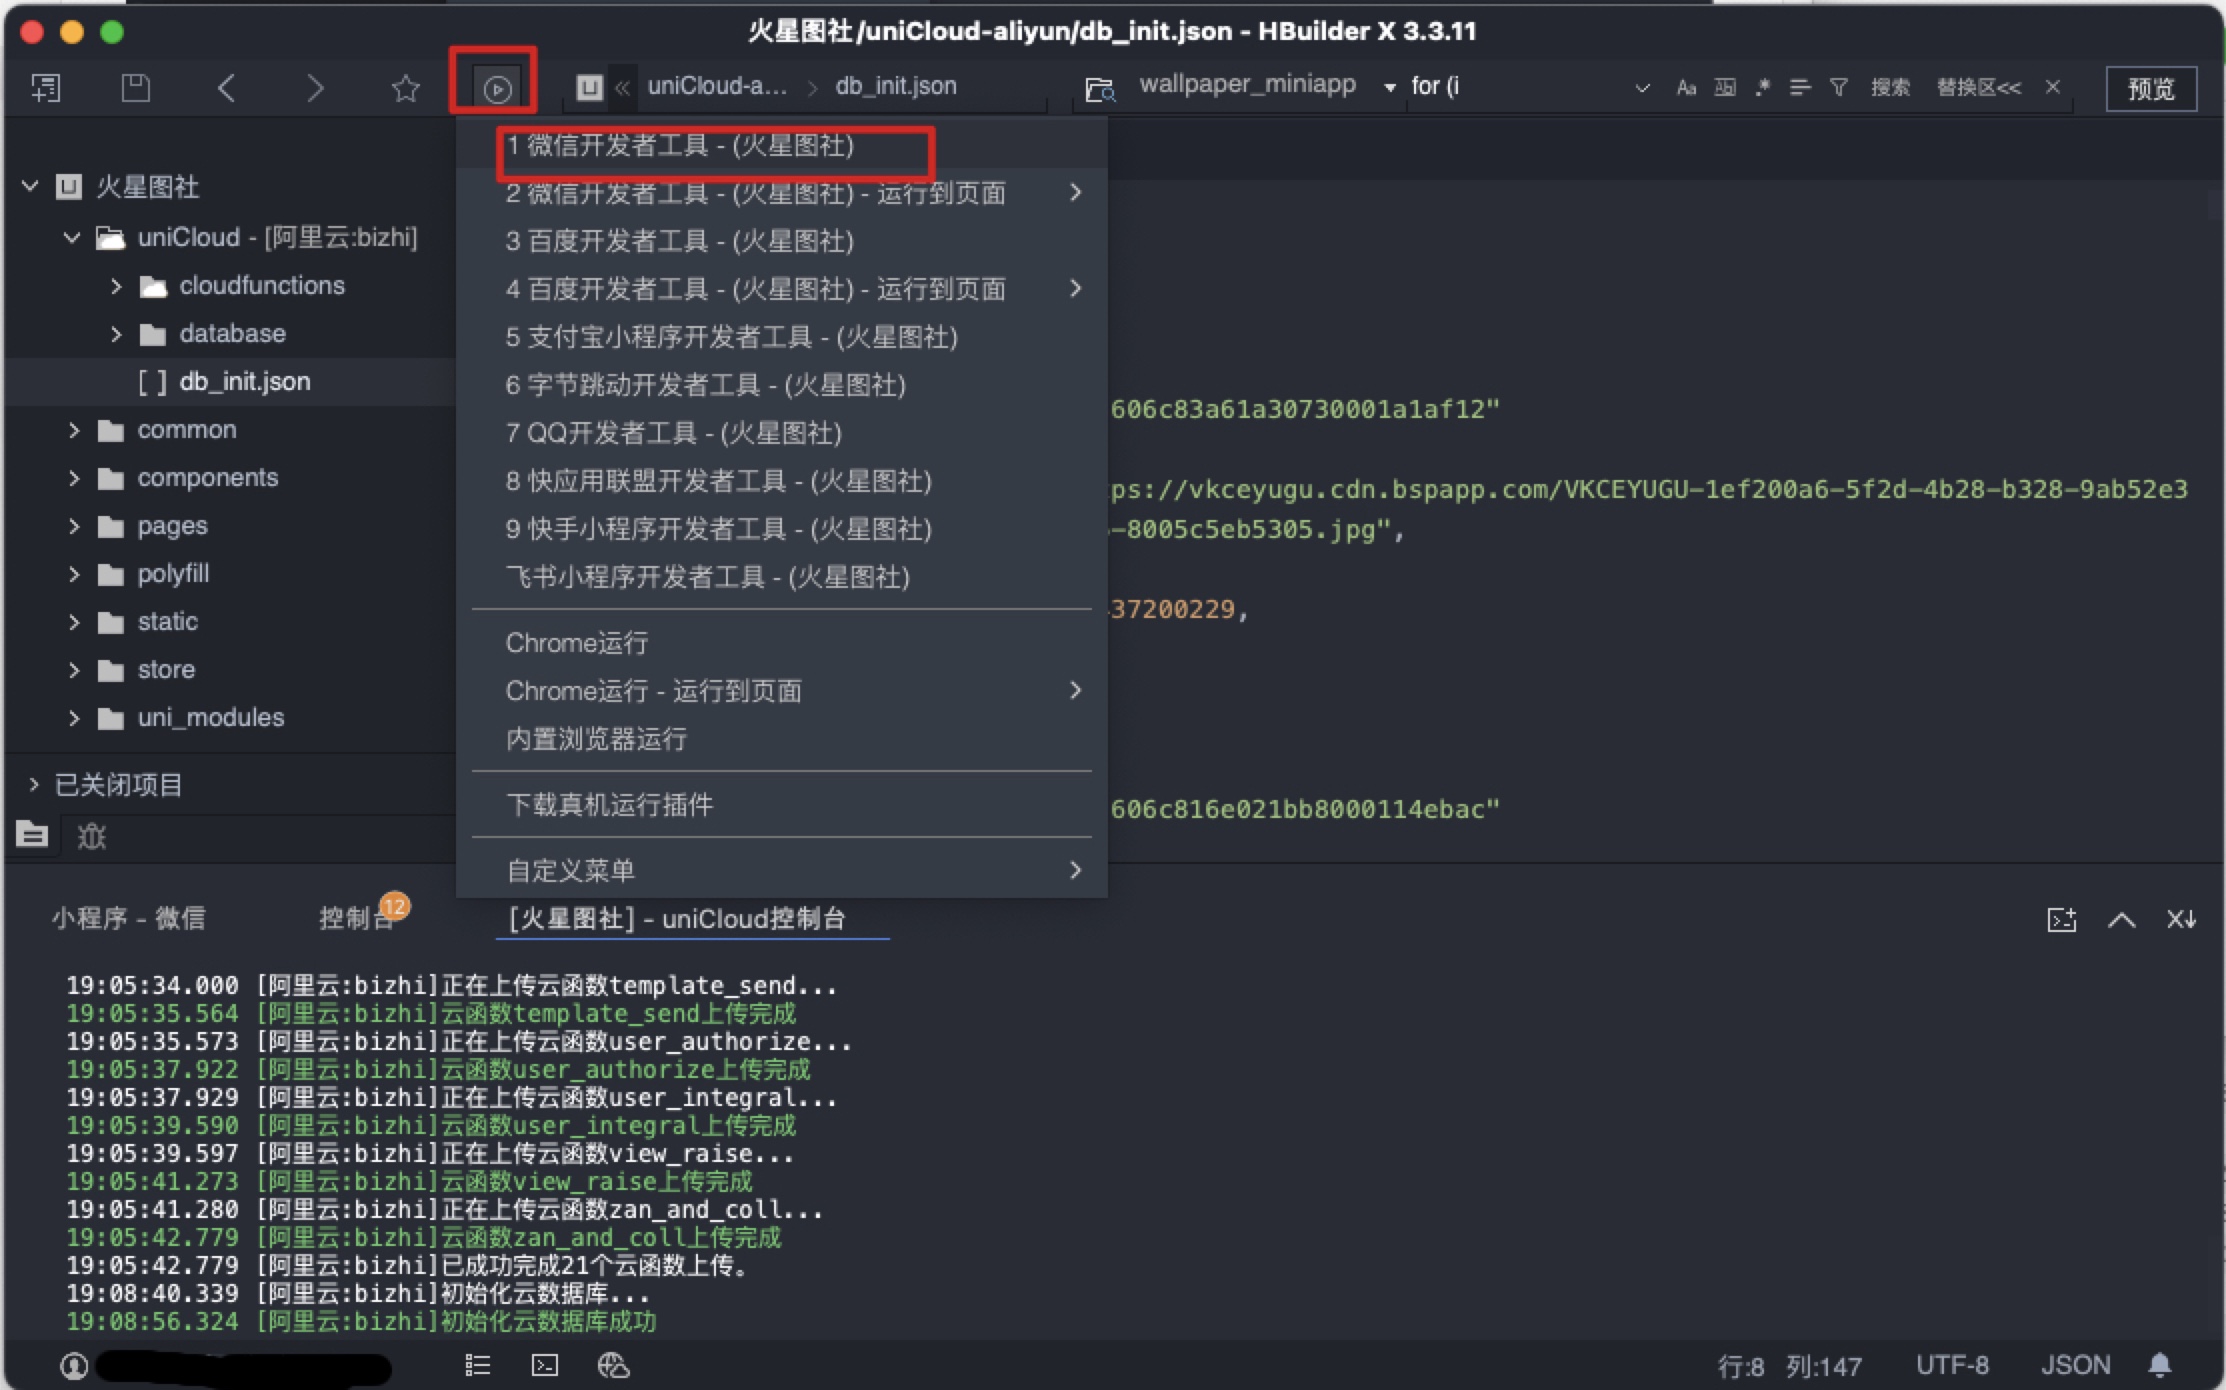 火星图社/uniCloud-aliyun/db_init.json - HBuilder X 3.3.11
uniCloud-a... > db_init.json
wallpaper_miniapp
for (i
Aa
搜索
替换区<<
预览
火星图社
uniCloud - [阿里云:bizhi]
cloudfunctions
database
[ ] db_init.json
common
components
pages
polyfill
static
store
uni_modules
已关闭项目
1 微信开发者工具 - (火星图社)
2 微信开发者工具 - (火星图社) - 运行到页面
3 百度开发者工具 - (火星图社)
4 百度开发者工具 - (火星图社) - 运行到页面
5 支付宝小程序开发者工具 - (火星图社)
6 字节跳动开发者工具 - (火星图社)
7 QQ开发者工具 - (火星图社)
8 快应用联盟开发者工具 - (火星图社)
9 快手小程序开发者工具 - (火星图社)
飞书小程序开发者工具 - (火星图社)
Chrome运行
Chrome运行 - 运行到页面
内置浏览器运行
下载真机运行插件
自定义菜单
606c83a61a30730001a1af12"
ps://vkceyugu.cdn.bspapp.com/VKCEYUGU-1ef200a6-5f2d-4b28-b328-9ab52e3
-8005c5eb5305.jpg",
37200229,
606c816e021bb8000114ebac"
小程序 - 微信
控制台
12
[火星图社] - uniCloud控制台
19:05:34.000 [阿里云:bizhi]正在上传云函数template_send...
19:05:35.564 [阿里云:bizhi]云函数template_send上传完成
19:05:35.573 [阿里云:bizhi]正在上传云函数user_authorize...
19:05:37.922 [阿里云:bizhi]云函数user_authorize上传完成
19:05:37.929 [阿里云:bizhi]正在上传云函数user_integral...
19:05:39.590 [阿里云:bizhi]云函数user_integral上传完成
19:05:39.597 [阿里云:bizhi]正在上传云函数view_raise...
19:05:41.273 [阿里云:bizhi]云函数view_raise上传完成
19:05:41.280 [阿里云:bizhi]正在上传云函数zan_and_coll...
19:05:42.779 [阿里云:bizhi]云函数zan_and_coll上传完成
19:05:42.779 [阿里云:bizhi]已成功完成21个云函数上传。
19:08:40.339 [阿里云:bizhi]初始化云数据库...
19:08:56.324 [阿里云:bizhi]初始化云数据库成功
行:8 列:147
UTF-8
JSON